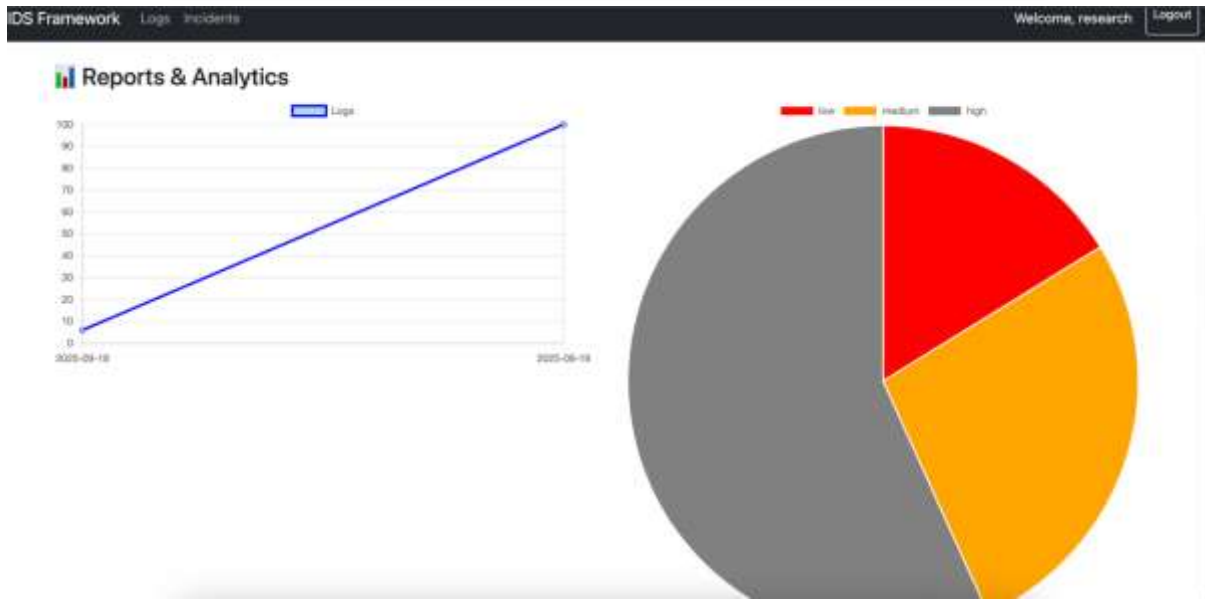 IDS Framework Logs Incidents Welcome, research Logout
Reports & Analytics
Logs
low medium high
100
90
80
70
60
50
40
30
20
10
0